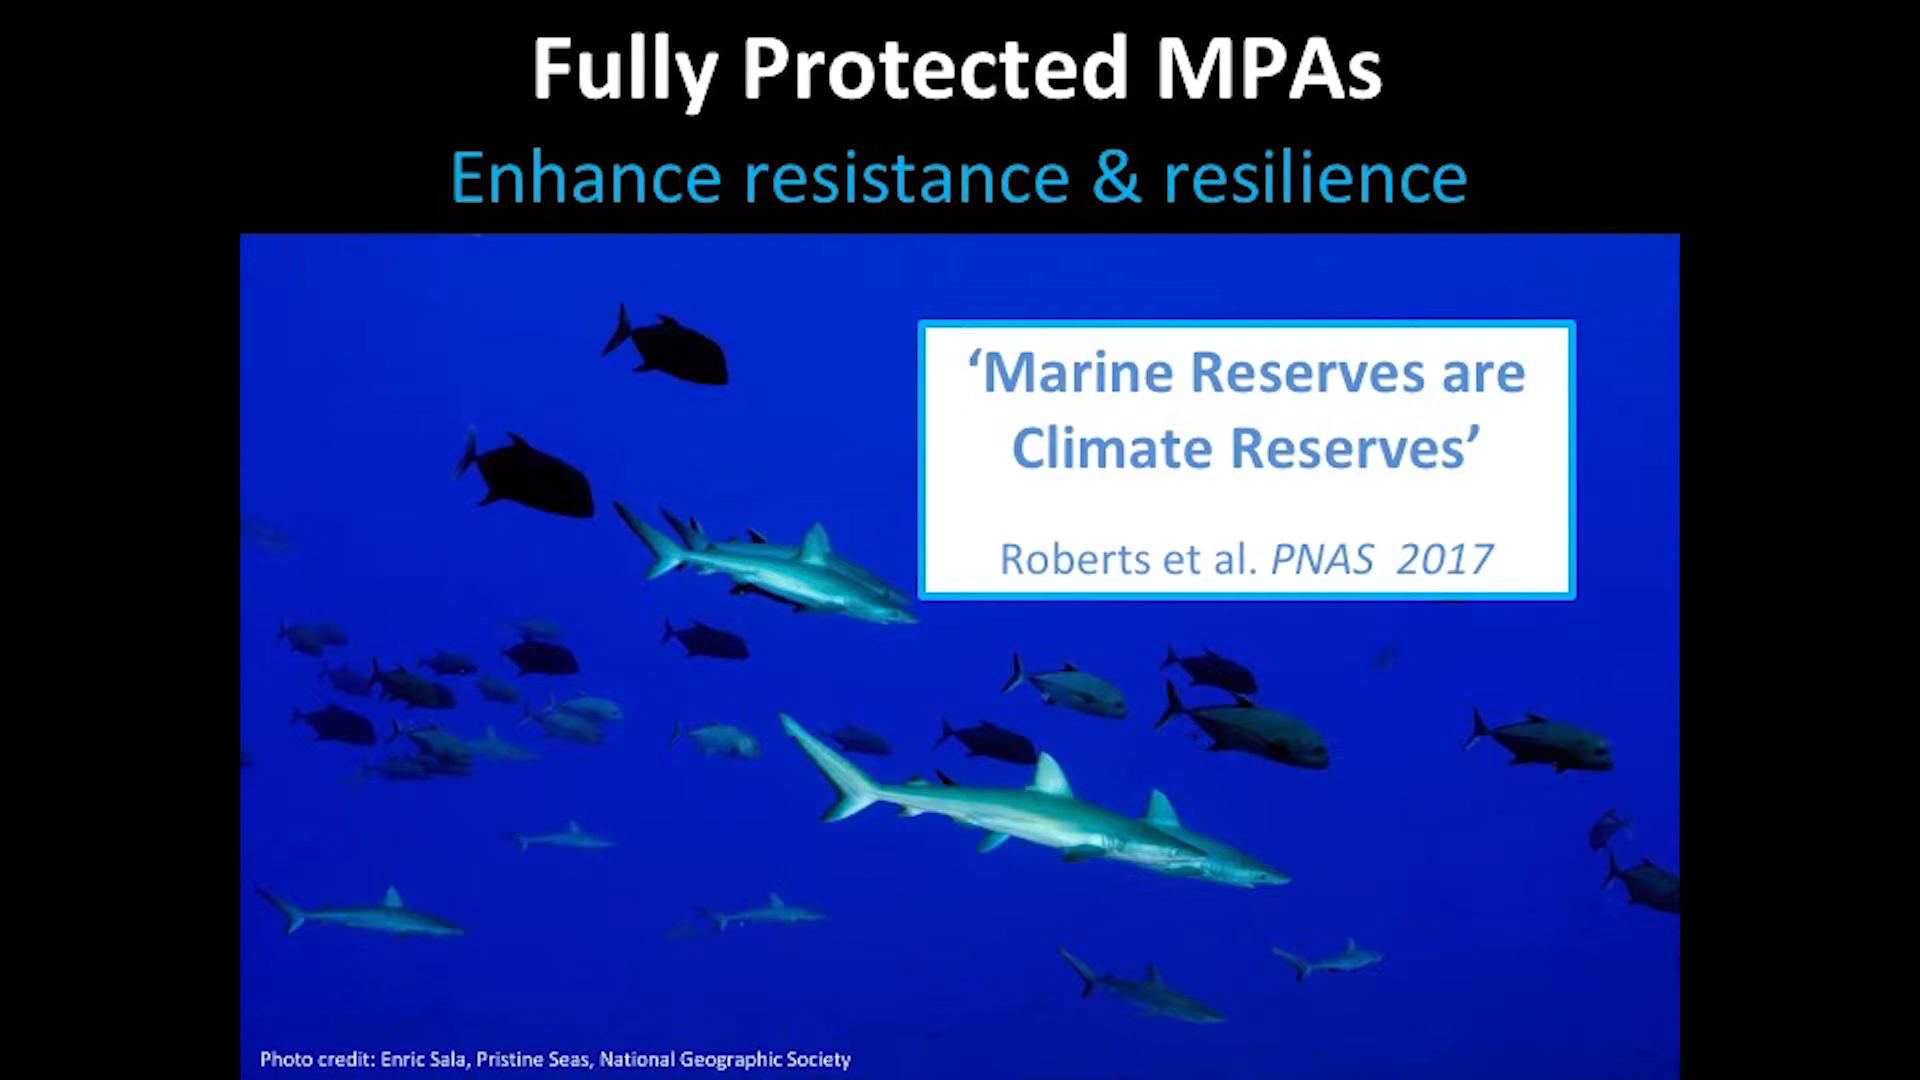 Fully Protected MPAs
Enhance resistance & resilience
‘Marine Reserves are
Climate Reserves’
Roberts et al. PNAS 2017
Photo credit: Enric Sala, Pristine Seas, National Geographic Society